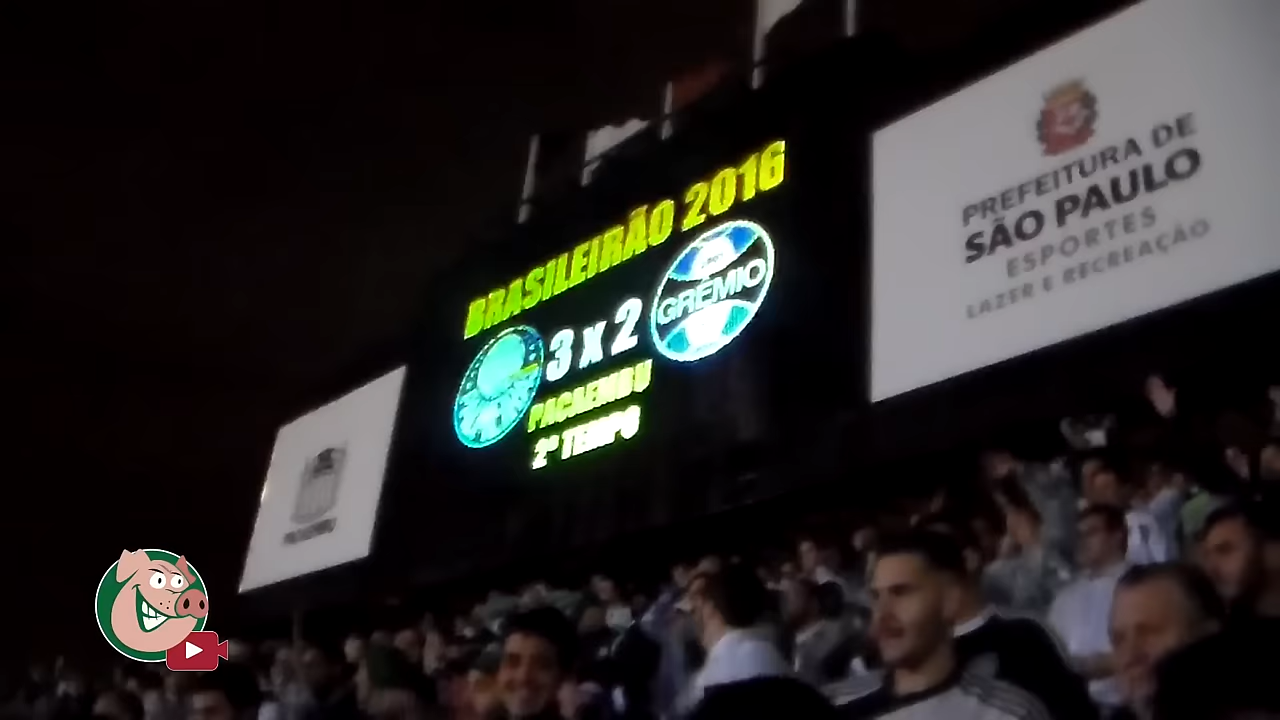 BRASILEIRÃO 2016
3 x 2
GRÊMIO
PACAEMBU
2º TEMPO
PREFEITURA DE
SÃO PAULO
ESPORTES
LAZER E RECREAÇÃO